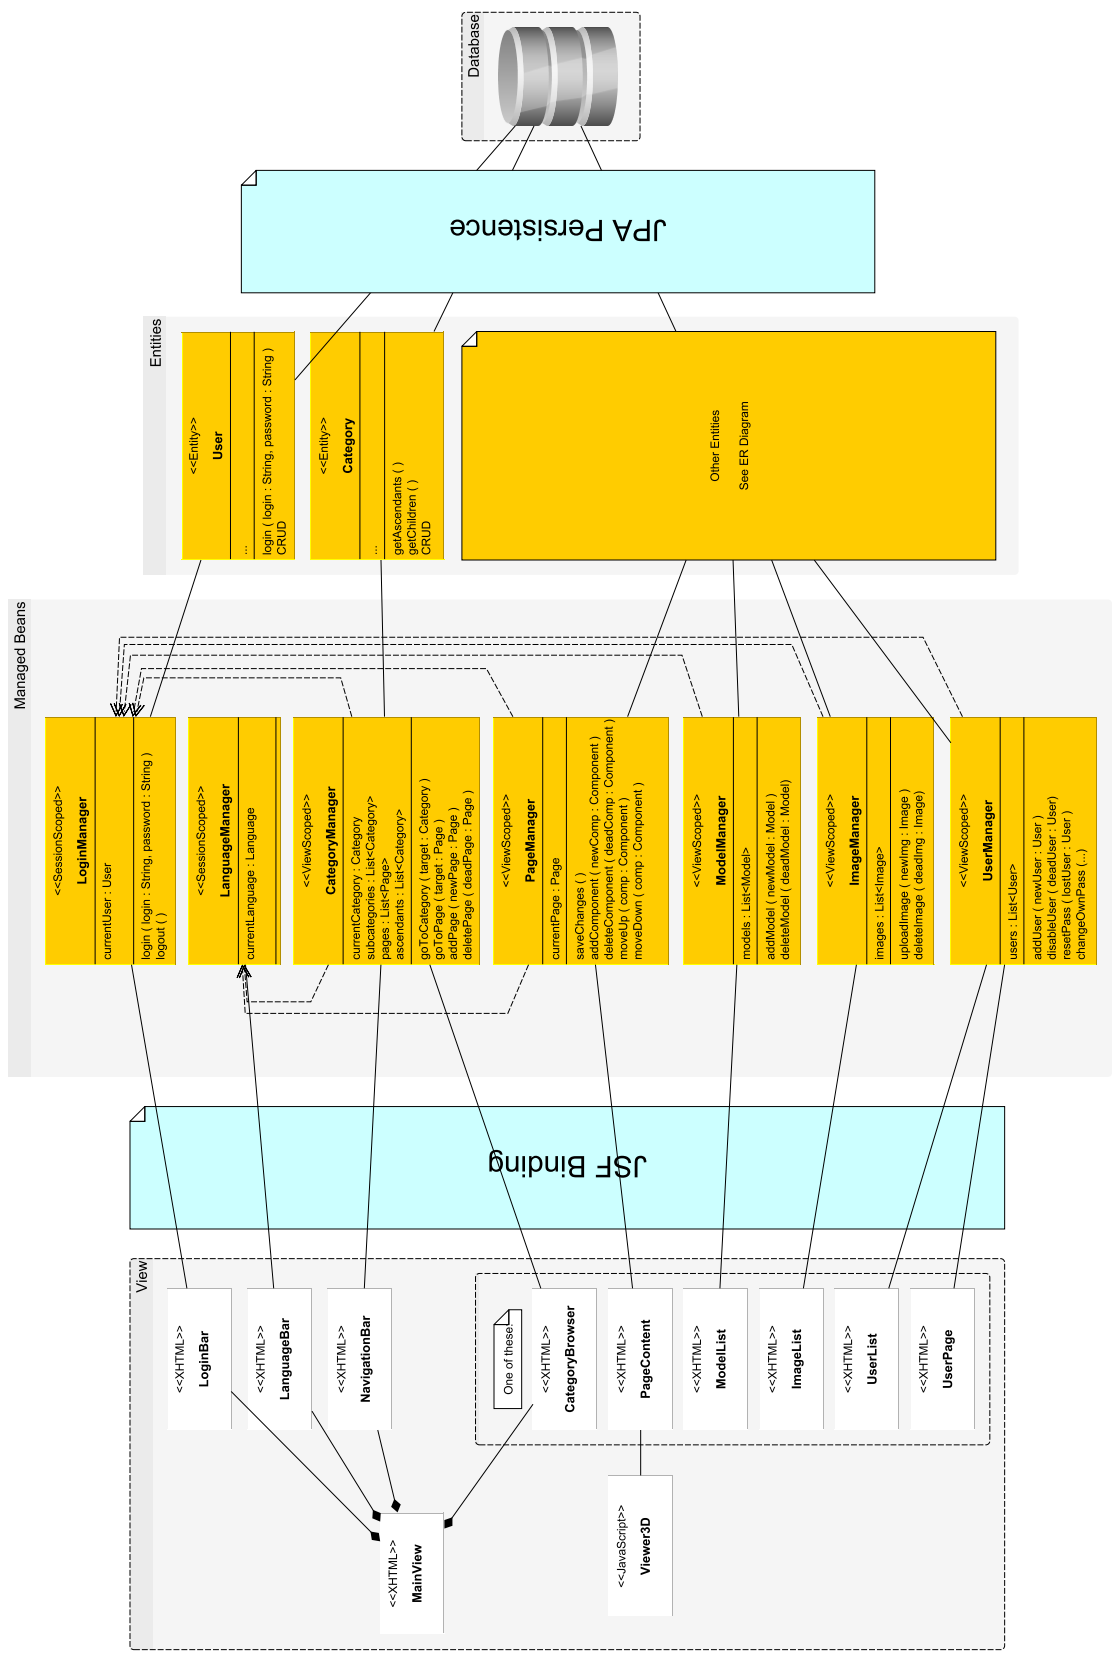 Database
JPA Persistence
Entities
<<Entity>>
User
...
login ( login : String, password : String )
CRUD
<<Entity>>
Category
...
getAscendants ( )
getChildren ( )
CRUD
Other Entities
See ER Diagram
Managed Beans
<<SessionScoped>>
LoginManager
currentUser : User
login ( login : String, password : String )
logout ( )
<<SessionScoped>>
LanguageManager
currentLanguage : Language
<<ViewScoped>>
CategoryManager
currentCategory : Category
subcategories : List<Category>
pages : List<Page>
ascendants : List<Category>
goToCategory ( target : Category )
goToPage ( target : Page )
addPage ( newPage : Page )
deletePage ( deadPage : Page )
<<ViewScoped>>
PageManager
currentPage : Page
saveChanges ( )
addComponent ( newComp : Component )
deleteComponent ( deadComp : Component )
moveUp ( comp : Component )
moveDown ( comp : Component )
<<ViewScoped>>
ModelManager
models : List<Model>
addModel ( newModel : Model )
deleteModel ( deadModel : Model)
<<ViewScoped>>
ImageManager
images : List<Image>
uploadImage ( newImg : Image )
deleteImage ( deadImg : Image)
<<ViewScoped>>
UserManager
users : List<User>
addUser ( newUser : User )
disableUser ( deadUser : User)
resetPass ( lostUser : User )
changeOwnPass (...)
JSF Binding
View
<<XHTML>>
LoginBar
<<XHTML>>
LanguageBar
<<XHTML>>
NavigationBar
One of these:
<<XHTML>>
CategoryBrowser
<<XHTML>>
PageContent
<<XHTML>>
ModelList
<<XHTML>>
ImageList
<<XHTML>>
UserList
<<XHTML>>
UserPage
<<XHTML>>
MainView
<<JavaScript>>
Viewer3D